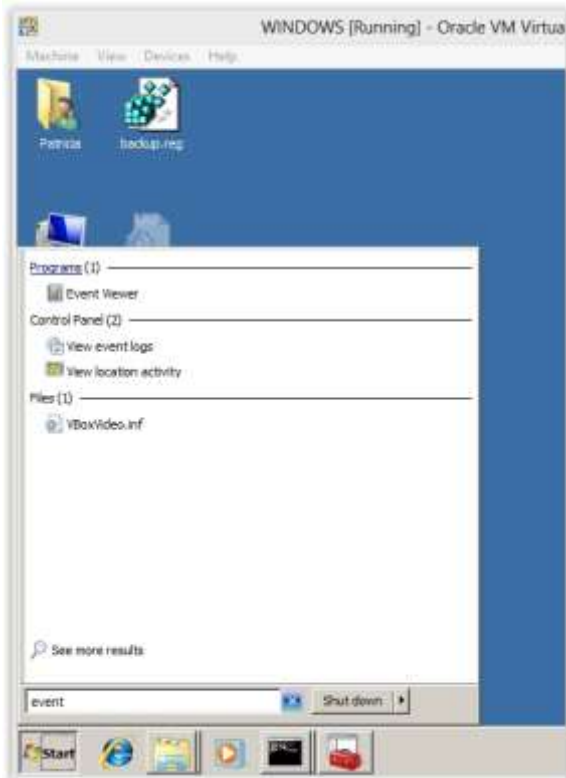 WINDOWS [Running] - Oracle VM Virtua
Machine View Devices Help
Patricia
backup.reg
Programs (1)
Event Viewer
Control Panel (2)
View event logs
View location activity
Files (1)
VBoxVideo.inf
See more results
event
Shut down
Start